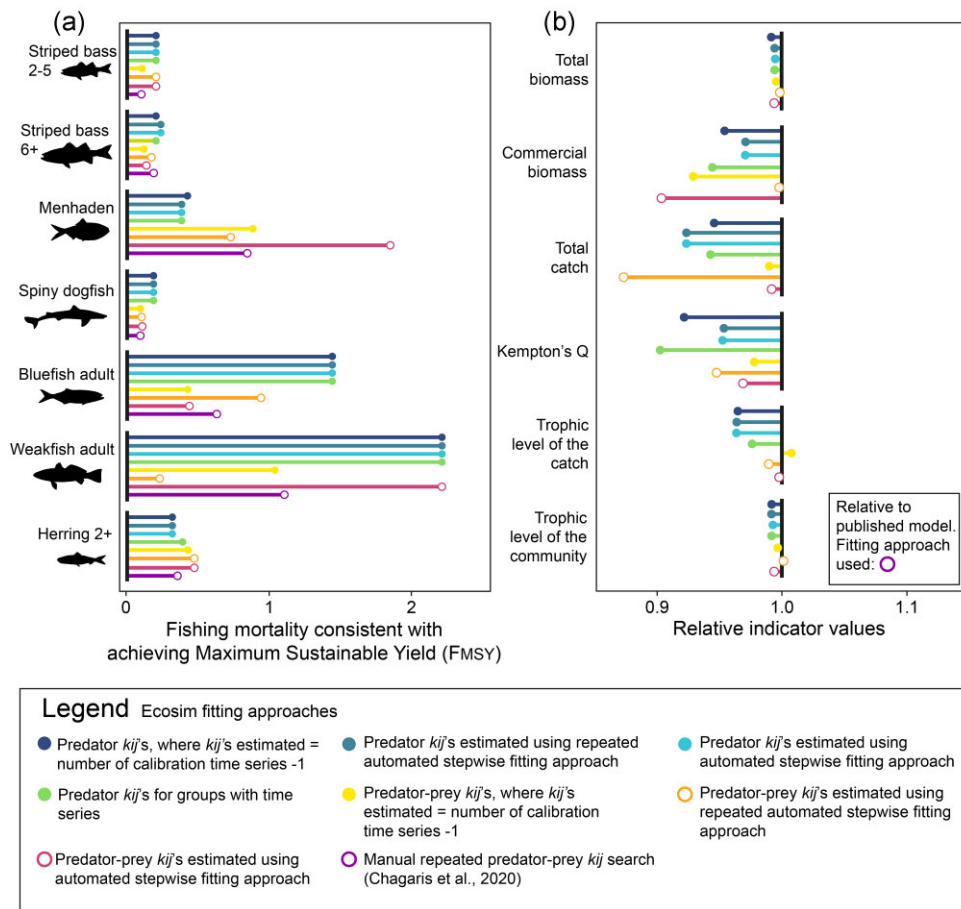 (a)
Striped bass
2-5
Striped bass
6+
Menhaden
Spiny dogfish
Bluefish adult
Weakfish adult
Herring 2+
0
1
2
Fishing mortality consistent with
achieving Maximum Sustainable Yield (FMSY)
(b)
Total
biomass
Commercial
biomass
Total
catch
Kempton's Q
Trophic
level of the
catch
Trophic
level of the
community
Relative to
published model.
Fitting approach
used:
0.9
1.0
1.1
Relative indicator values
Legend Ecosim fitting approaches
Predator kij's, where kij's estimated =
number of calibration time series -1
Predator kij's estimated using repeated
automated stepwise fitting
approach
Predator kij's estimated using
automated stepwise fitting approach
Predator kij's for groups with time
series
Predator-prey kij's, where kij's
estimated = number of calibration
time series -1
Predator-prey kij's estimated using
repeated automated stepwise fitting
approach
Predator-prey kij's estimated using
automated stepwise fitting approach
Manual repeated predator-prey kij search
(Chagaris et al., 2020)